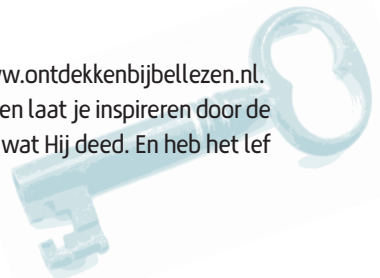 w.ontdekkenbijbellezen.nl.
en laat je inspireren door de
wat Hij deed. En heb het lef